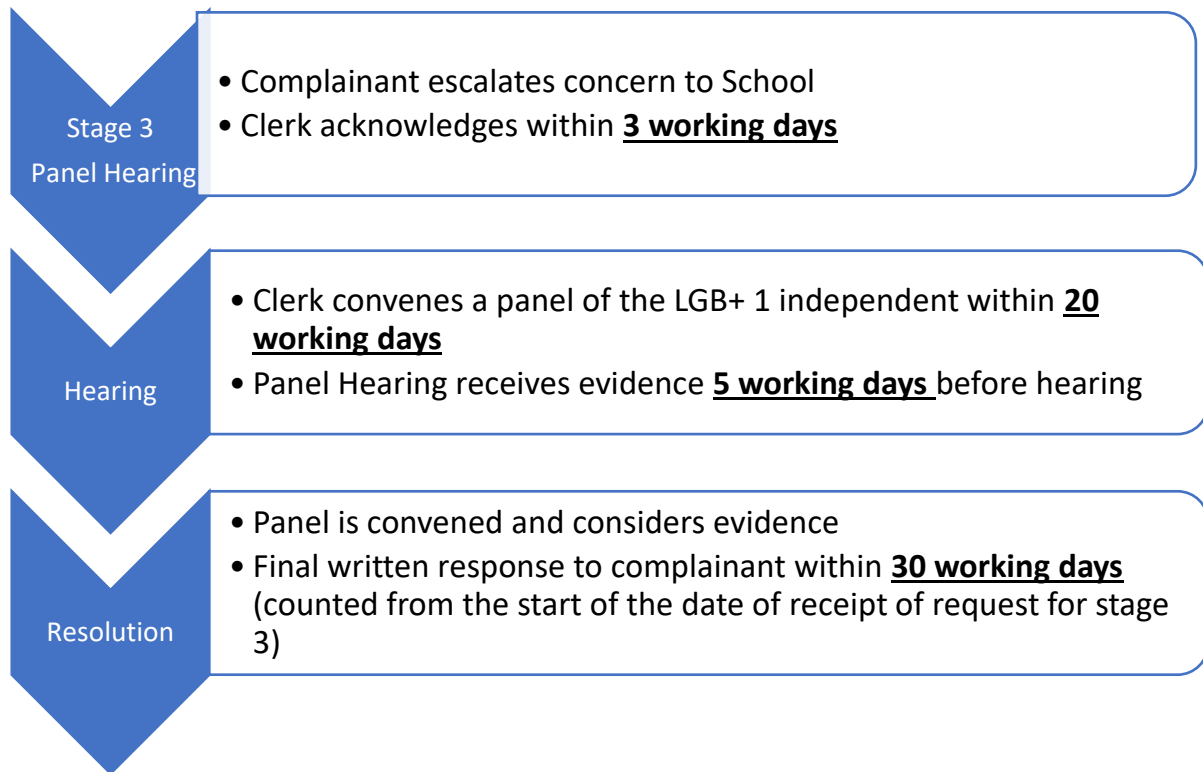 Stage 3
Panel Hearing
• Complainant escalates concern to School
• Clerk acknowledges within 3 working days
Hearing
• Clerk convenes a panel of the LGB+ 1 independent within 20
working days
• Panel Hearing receives evidence 5 working days before hearing
Resolution
• Panel is convened and considers evidence
• Final written response to complainant within 30 working days
(counted from the start of the date of receipt of request for stage
3)